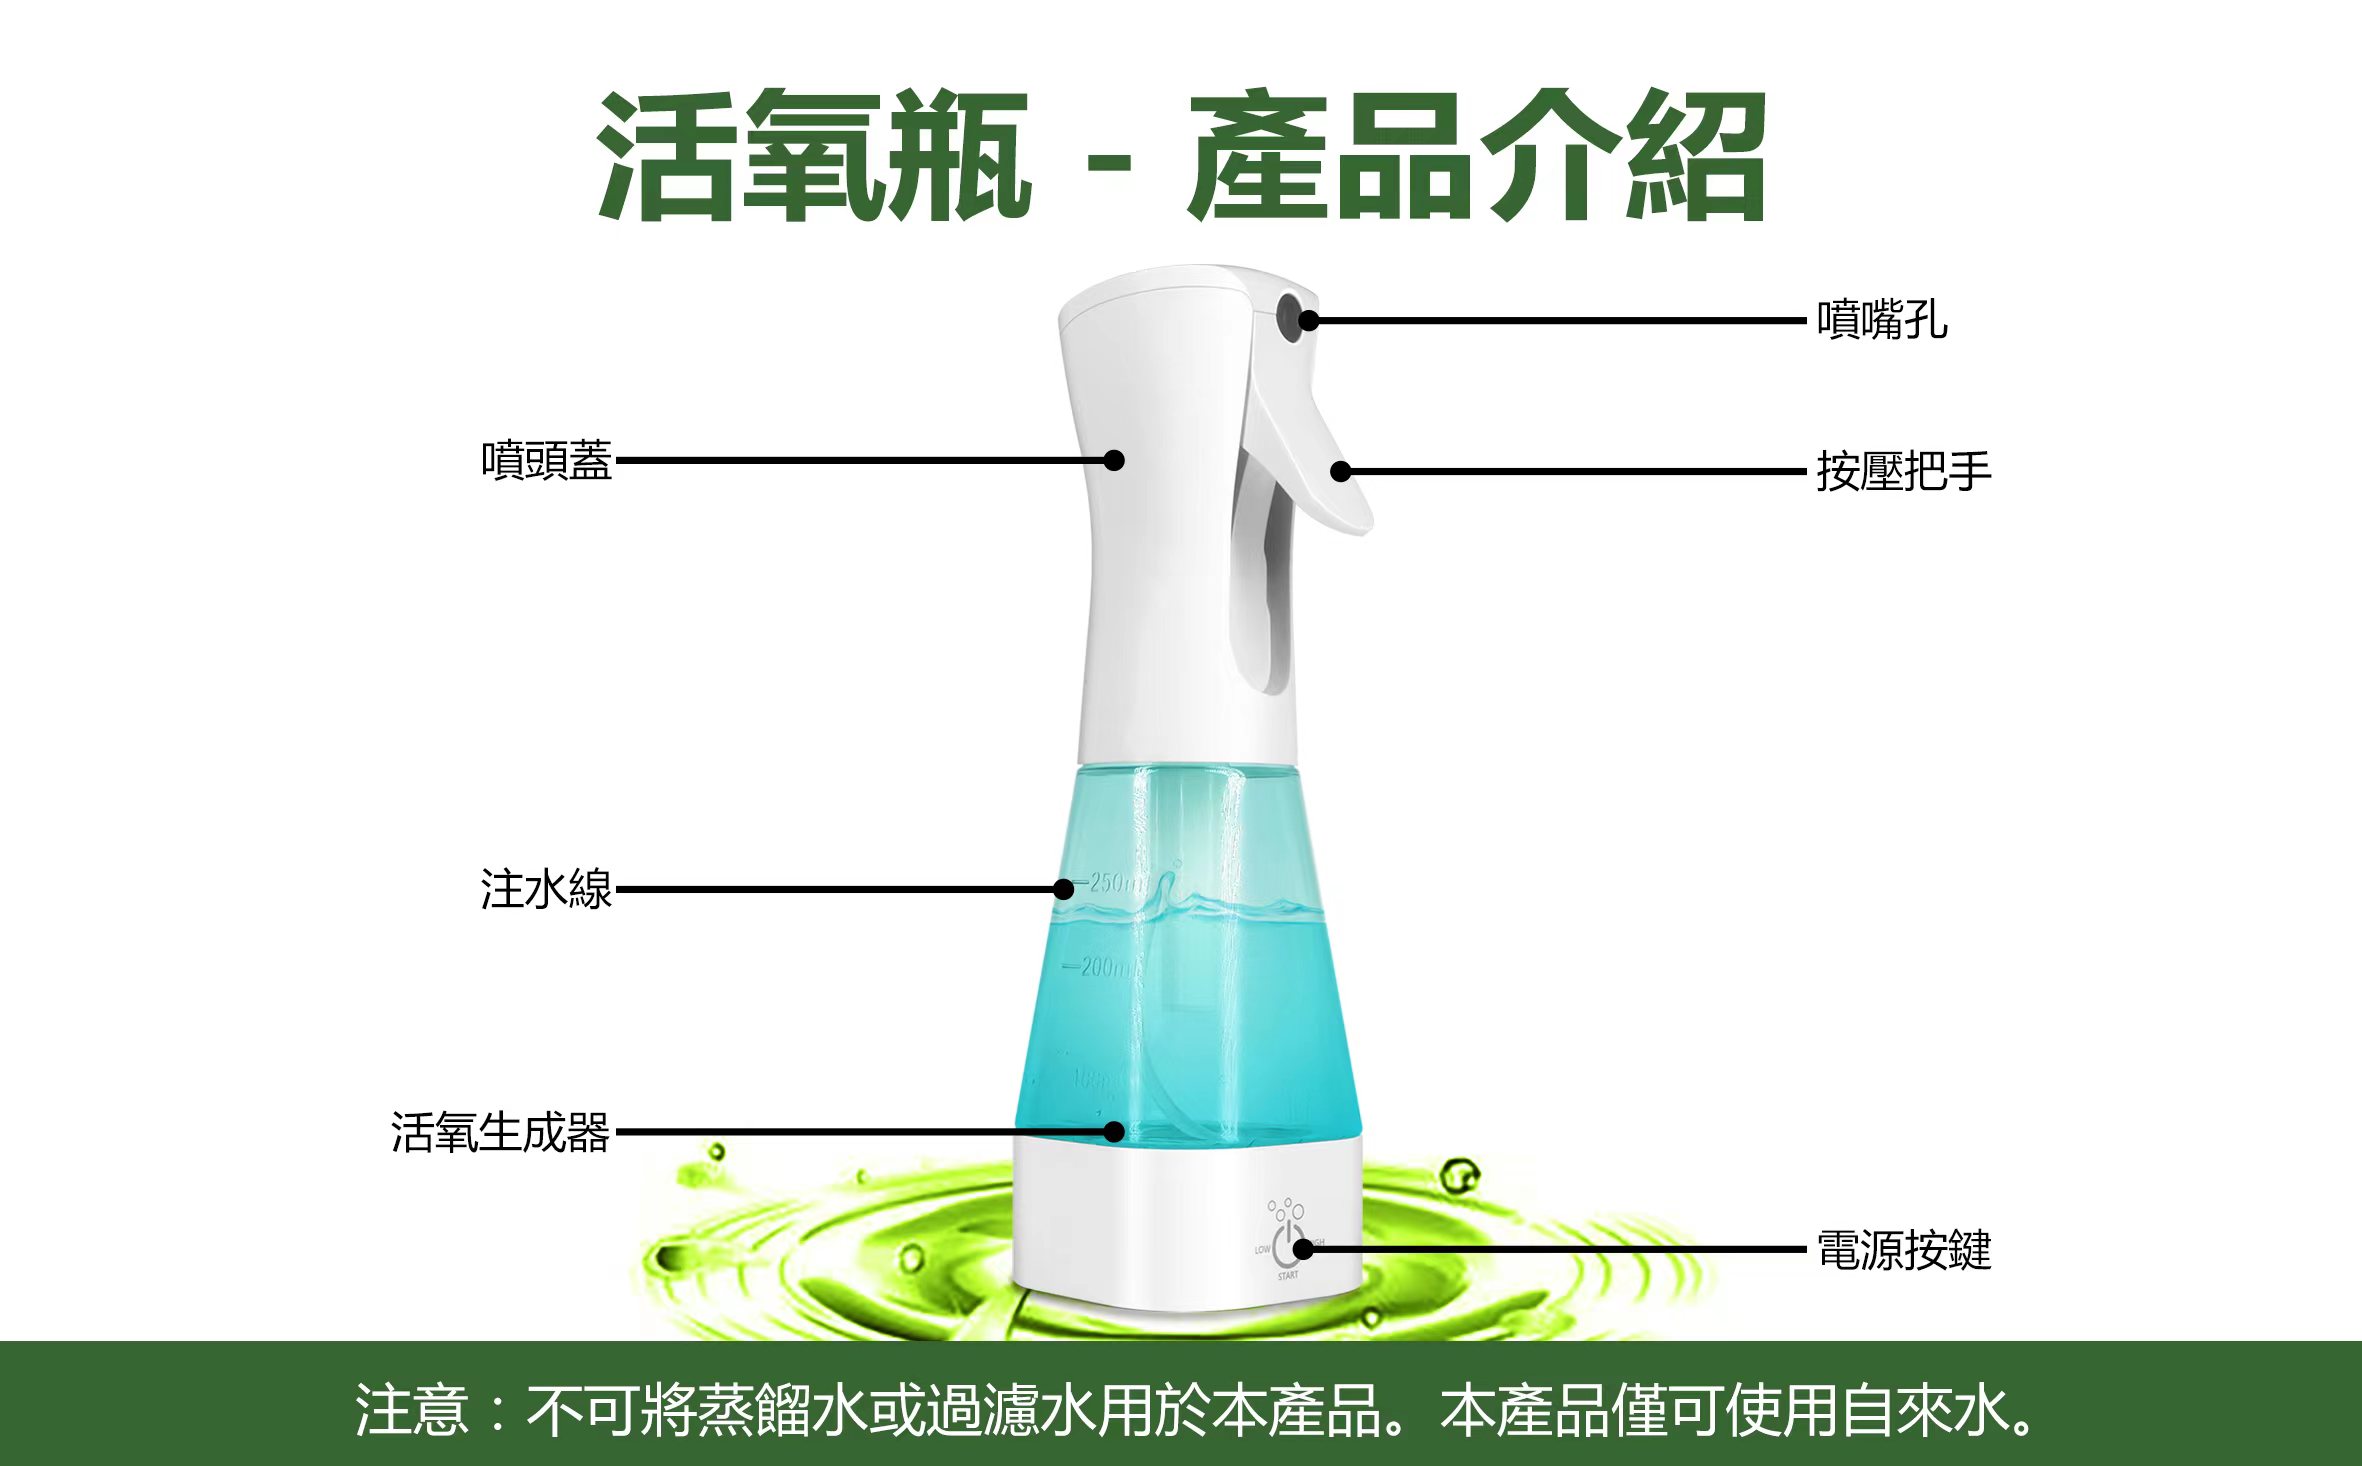 活氧瓶 - 產品介紹
噴嘴孔
噴頭蓋
按壓把手
注水線
250m
200ml
活氧生成器
LOW
START
電源按鍵
注意：不可將蒸餾水或過濾水用於本產品。本產品僅可使用自來水。